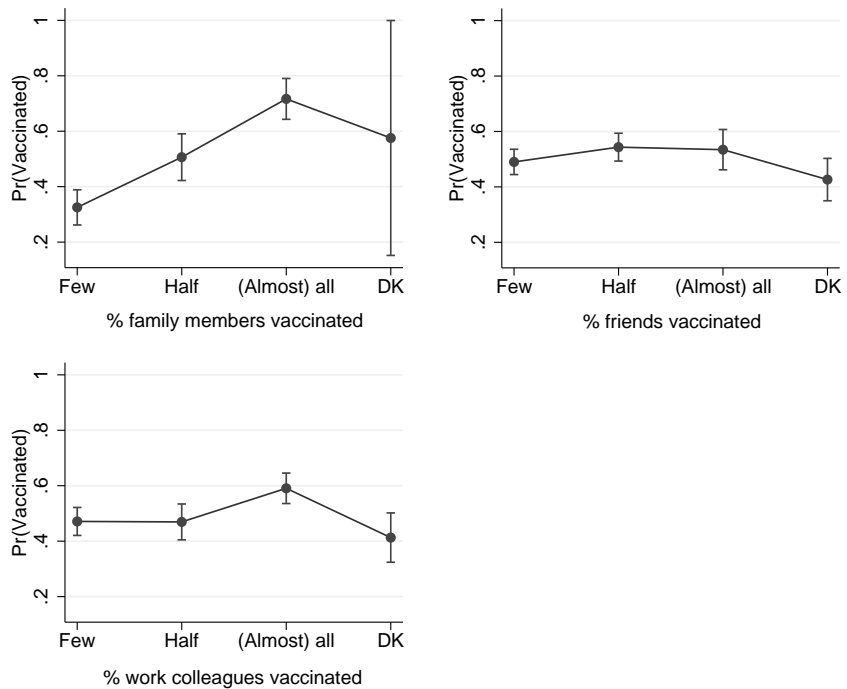 Pr(Vaccinated)
1
.8
.6
.4
.2
Few Half (Almost) all DK
% family members vaccinated
Pr(Vaccinated)
1
.8
.6
.4
.2
Few Half (Almost) all DK
% friends vaccinated
Pr(Vaccinated)
1
.8
.6
.4
.2
Few Half (Almost) all DK
% work colleagues vaccinated